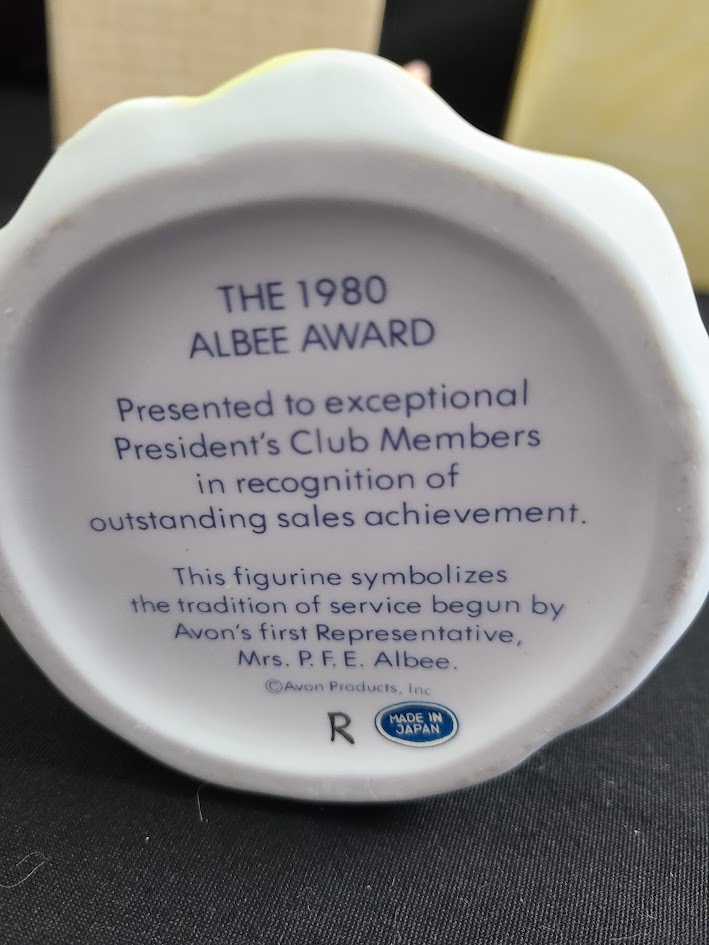 THE 1980
ALBEE AWARD
Presented to exceptional
President's Club Members
in recognition of
outstanding sales achievement.
This figurine symbolizes
the tradition of service begun by
Avon's first Representative,
Mrs. P. F. E. Albee.
©Avon Products, Inc
R
MADE IN
JAPAN